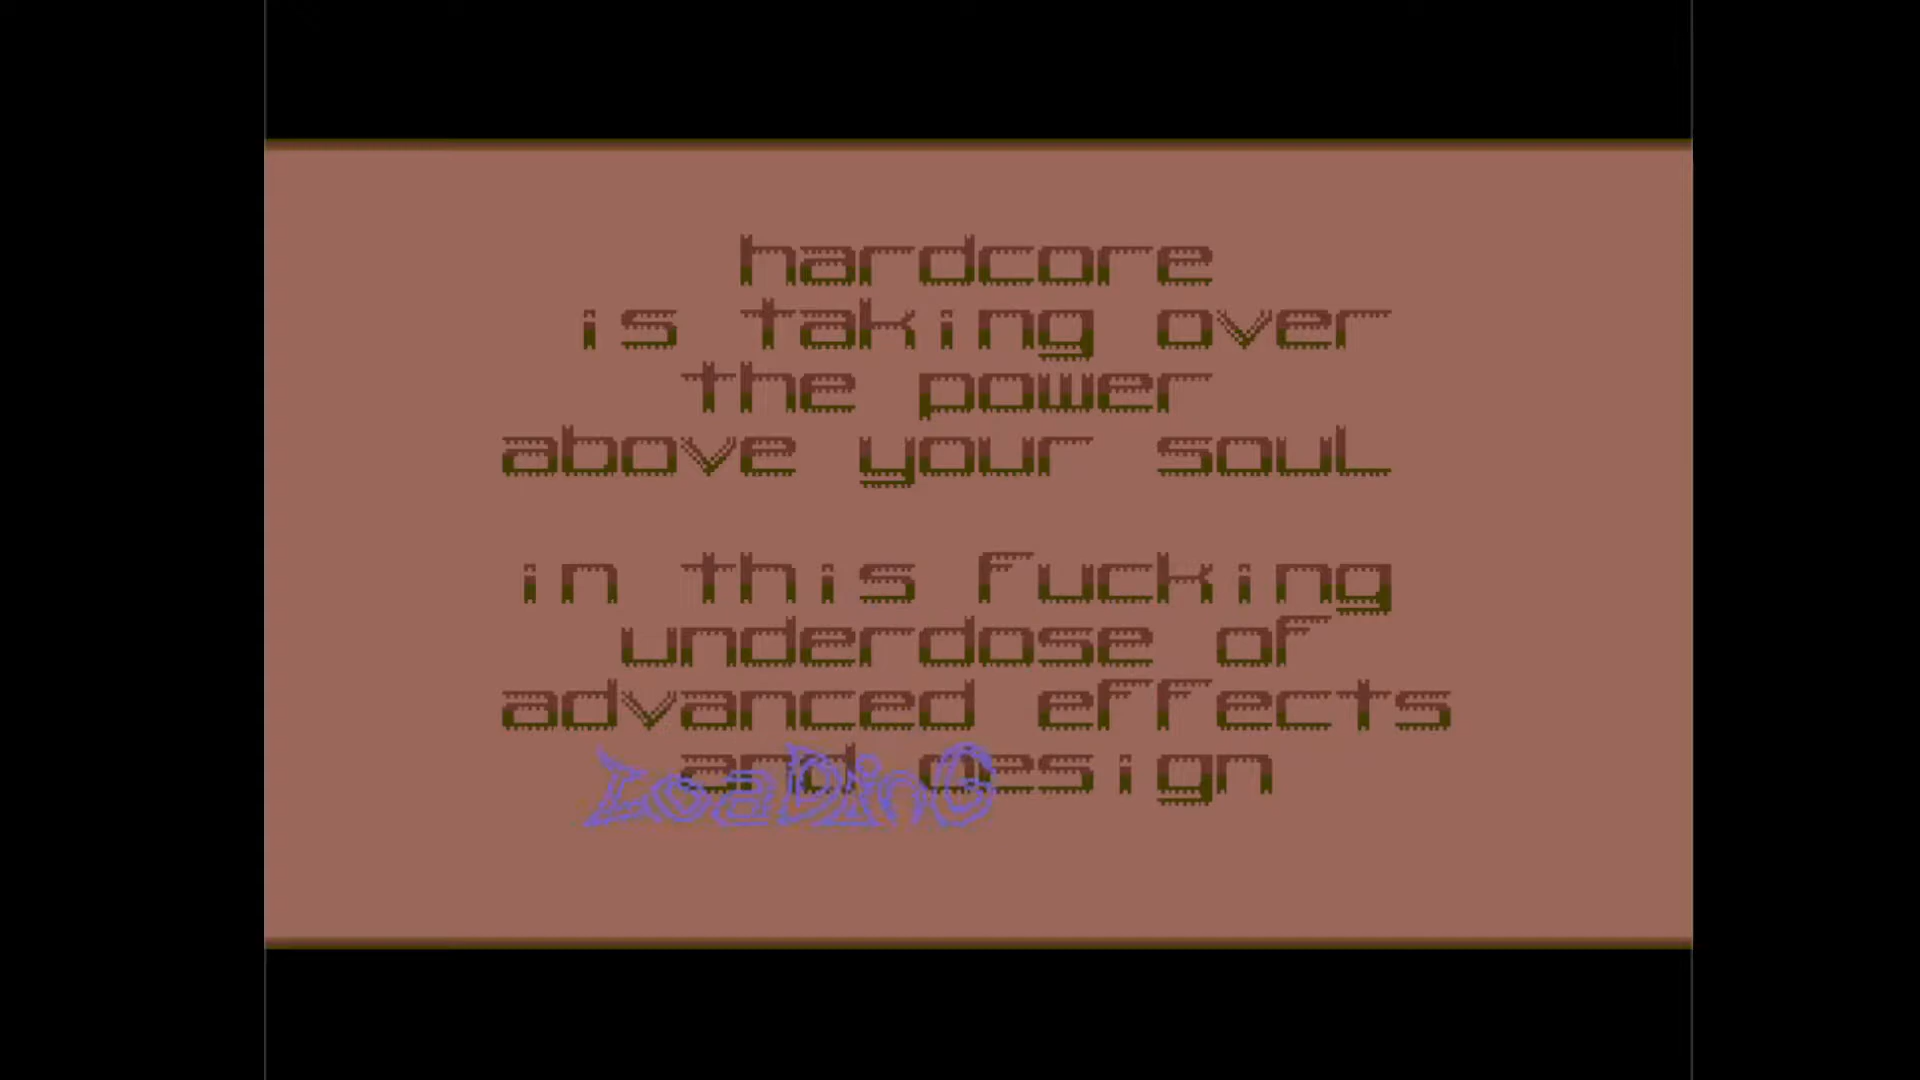 hardcore
is taking over
the power
above your soul
in this fucking
underdose of
advanced effects
and design
LoaDinG